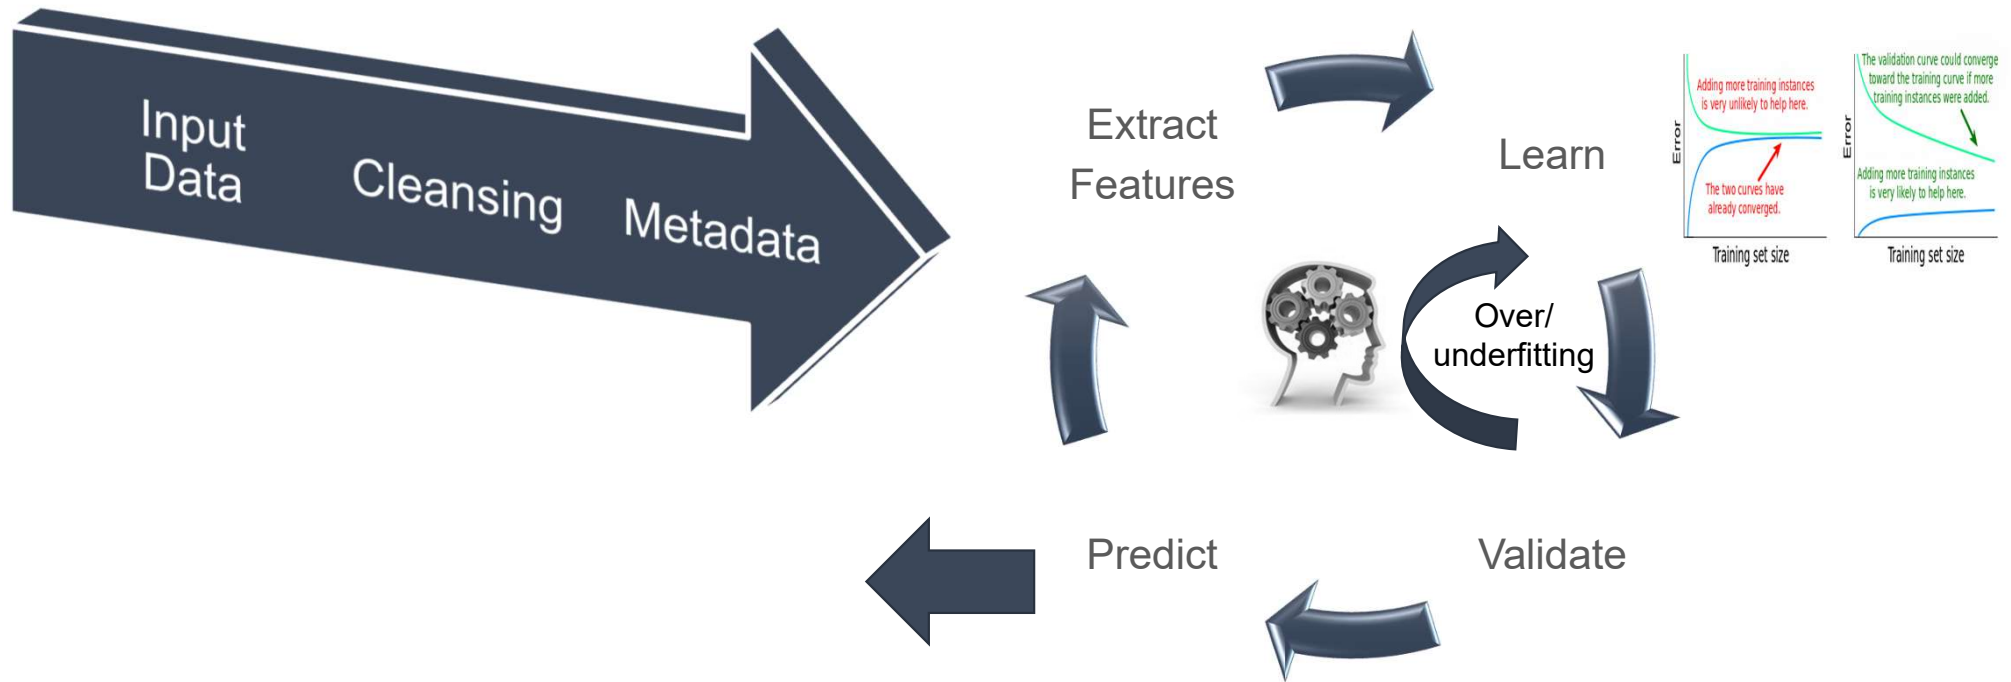 Input
Data
Cleansing
Metadata
Extract
Features
Learn
Over/
underfitting
Predict
Validate
Error
Adding more training instances
is very unlikely to help here.
The two curves have
already converged.
Training set size
Error
The validation curve could converge
toward the training curve if more
training instances were added.
Adding more training instances
is very likely to help here.
Training set size